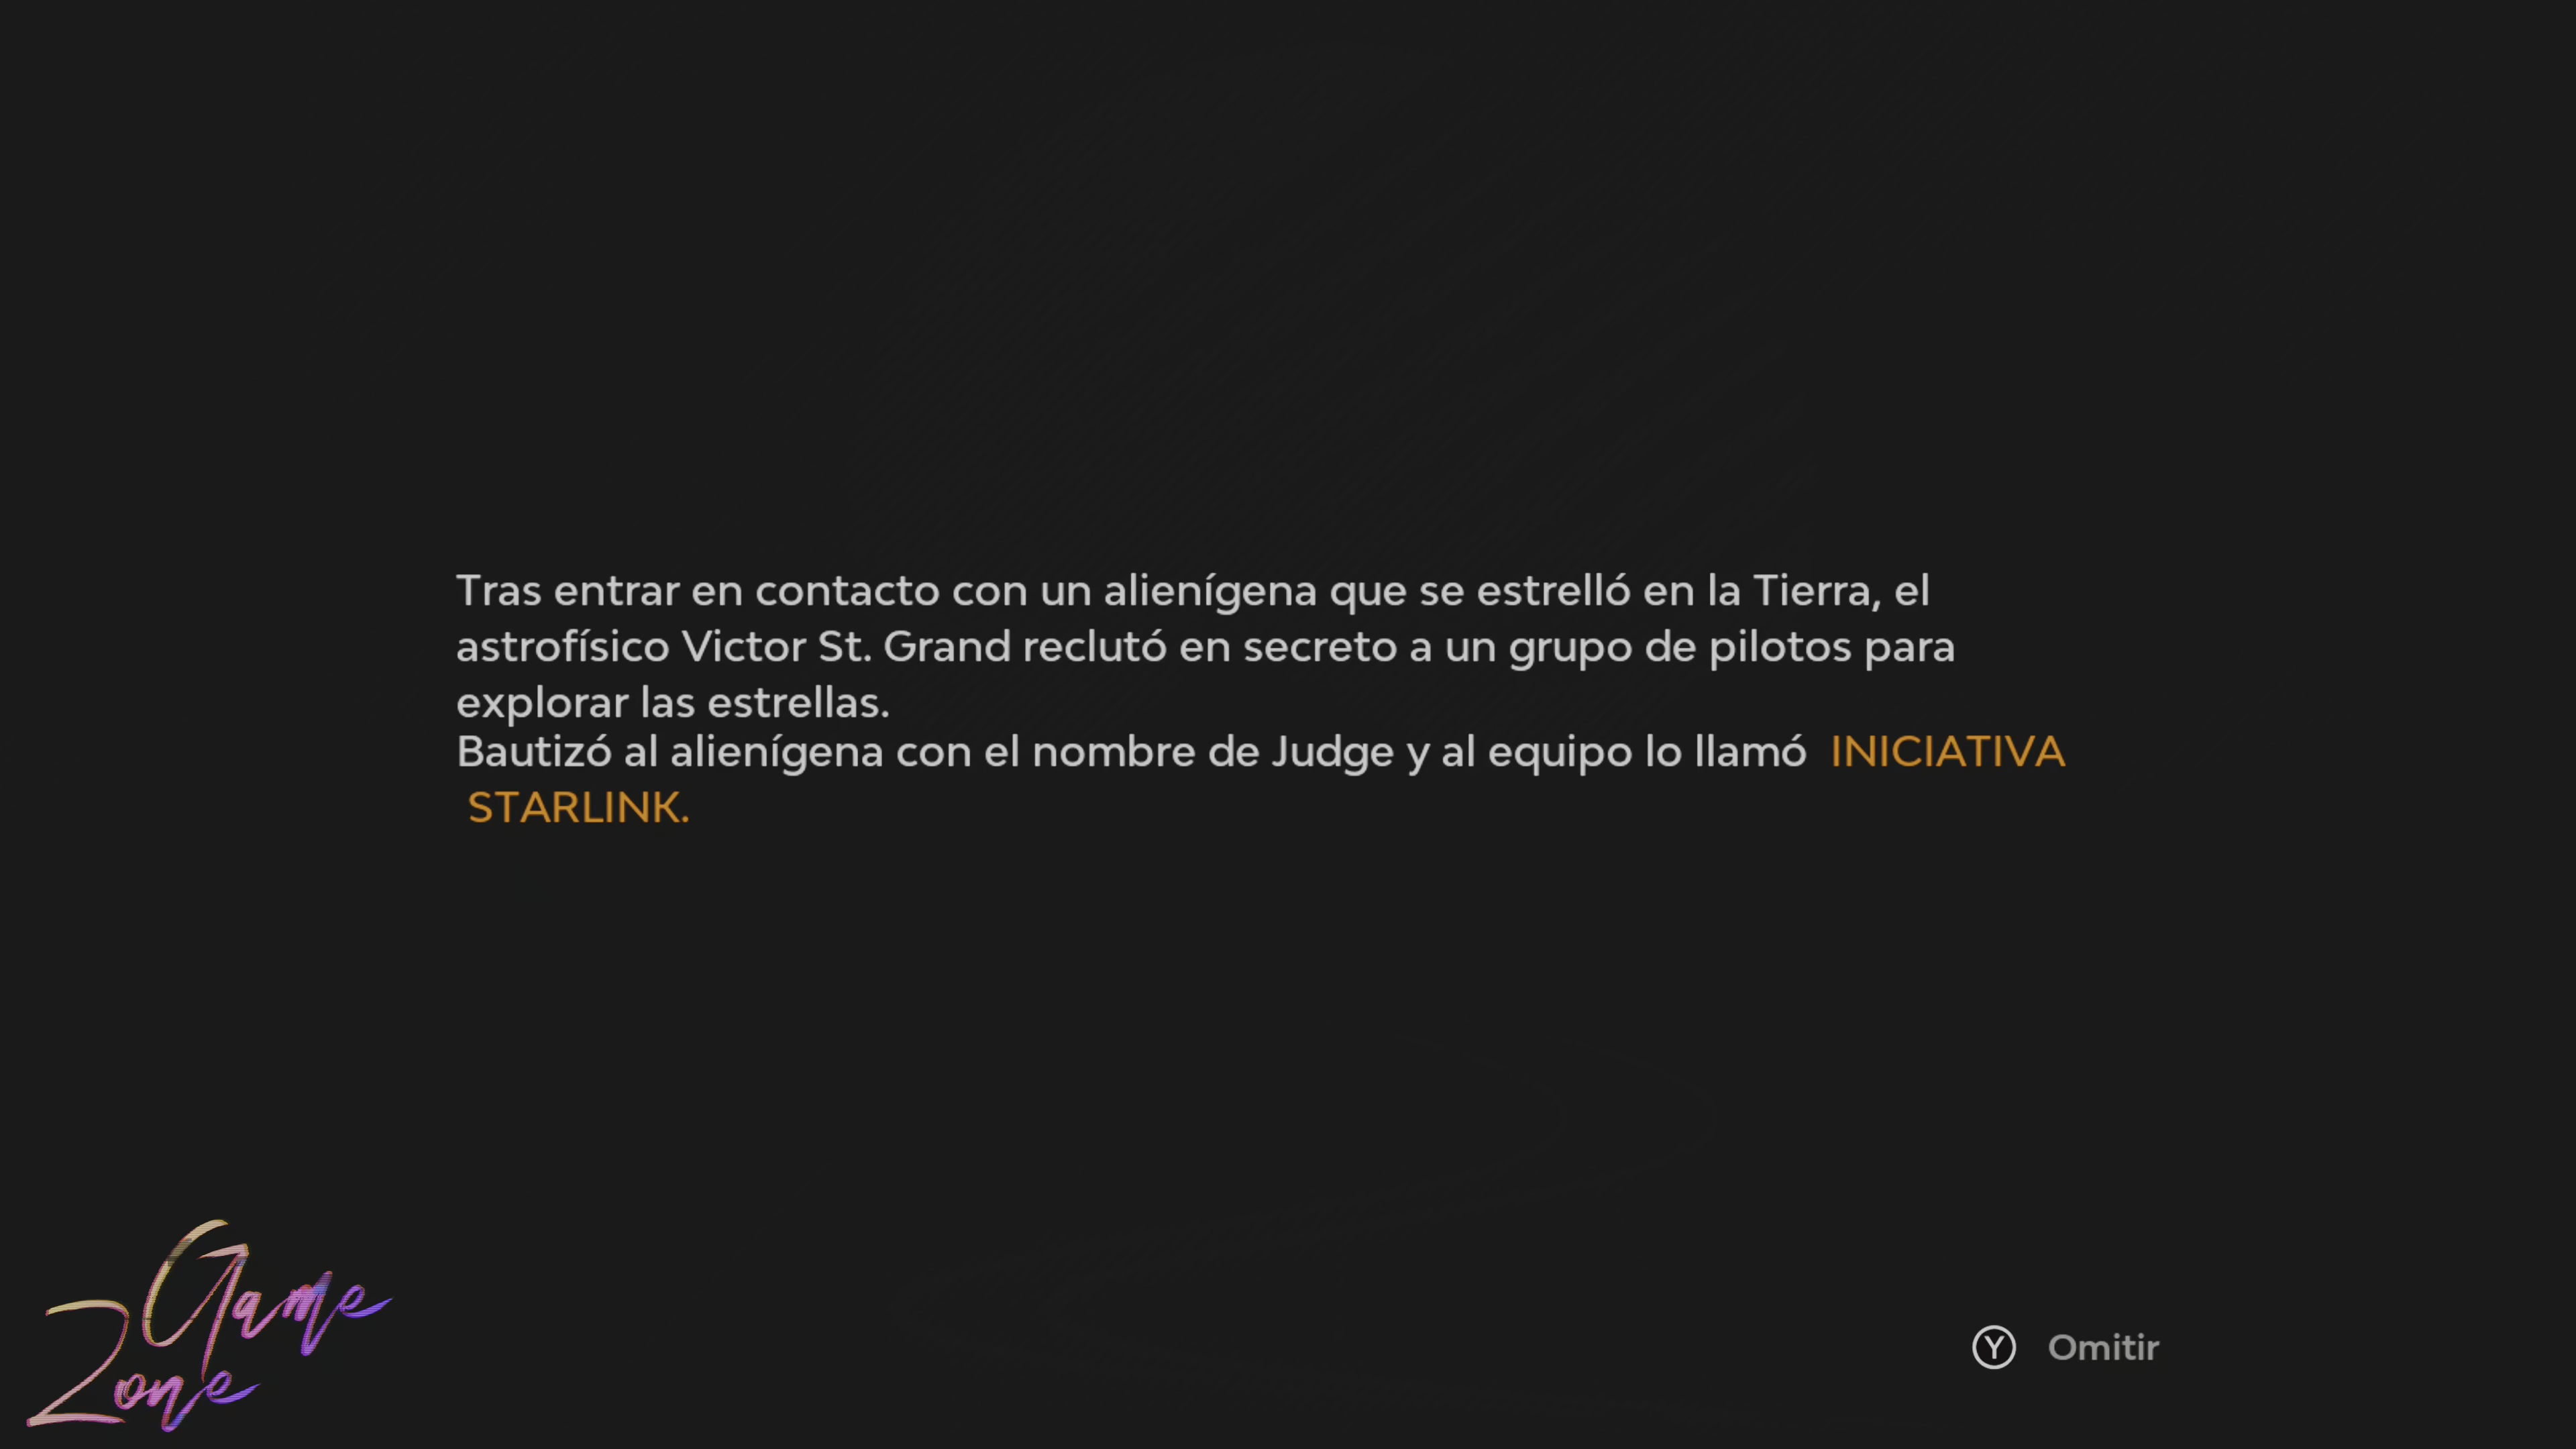 Tras entrar en contacto con un alienígena que se estrelló en la Tierra, el
astrofísico Victor St. Grand reclutó en secreto a un grupo de pilotos para
explorar las estrellas.
Bautizó al alienígena con el nombre de Judge y al equipo lo llamó INICIATIVA
STARLINK.
Game
Zone
Y Omitir